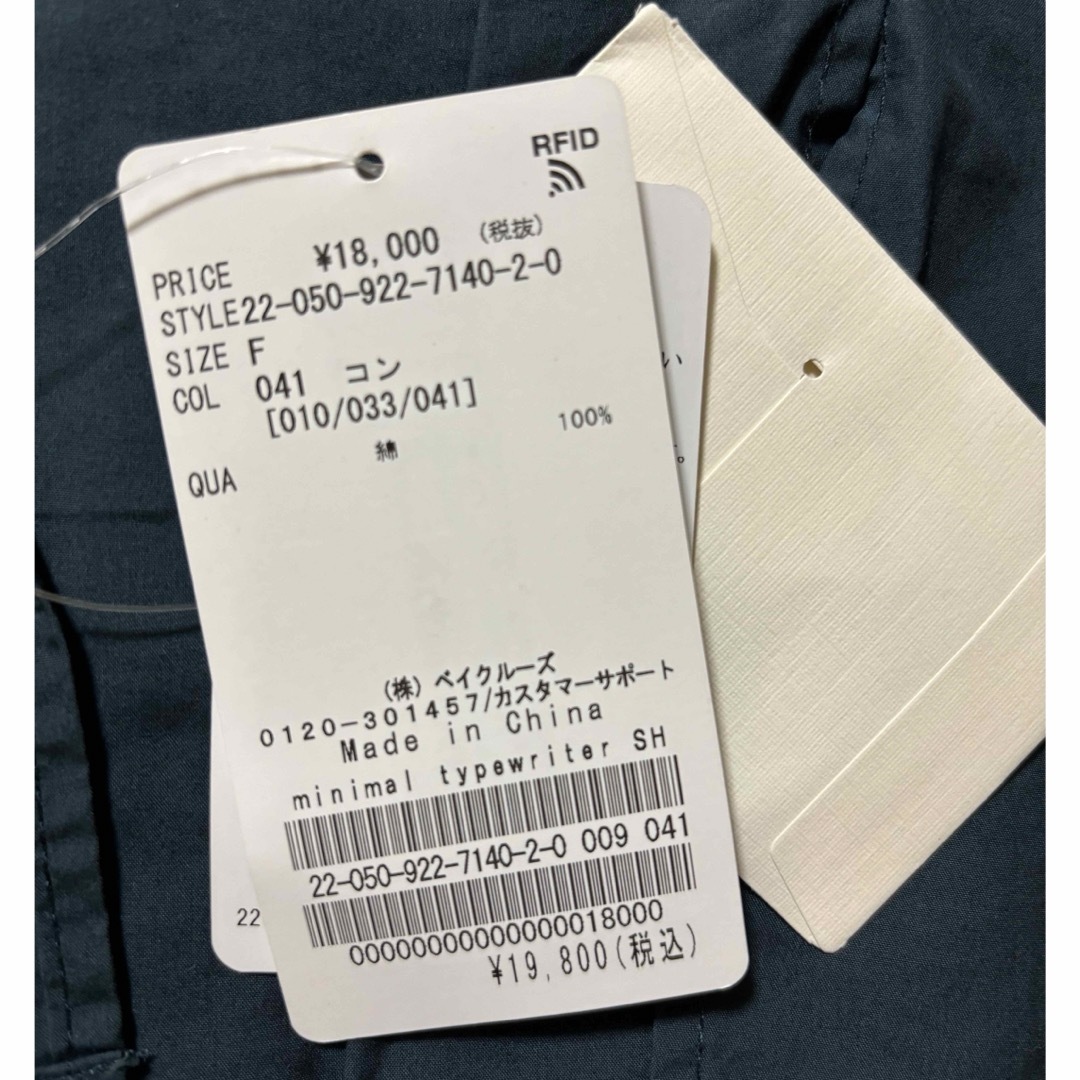 RFID
PRICE ¥18,000 (税抜)
STYLE22-050-922-7140-2-0
SIZE F
COL 041 コン
[010/033/041]
綿 100%
QUA
(株) ベイクルーズ
0120-301457/カスタマーサポート
Made in China
minimal typewriter SH
22-050-922-7140-2-0 009 041
00000000000000018000
¥19,800(税込)
い
。
22